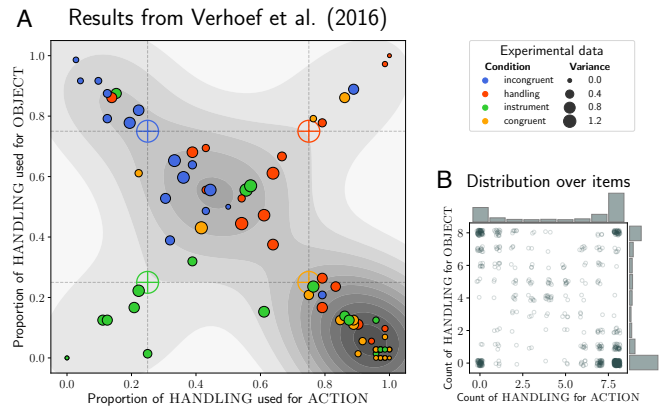 A Results from Verhoef et al. (2016)
1.0
0.8
0.6
0.4
0.2
0.0
Proportion of HANDLING used for OBJECT
0.0 0.2 0.4 0.6 0.8 1.0
Proportion of HANDLING used for ACTION
Experimental data
Condition Variance
incongruent 0.0
handling 0.4
instrument 0.8
congruent 1.2
B Distribution over items
8
6
4
2
0
Count of HANDLING for OBJECT
0.0 2.5 5.0 7.5
Count of HANDLING for ACTION